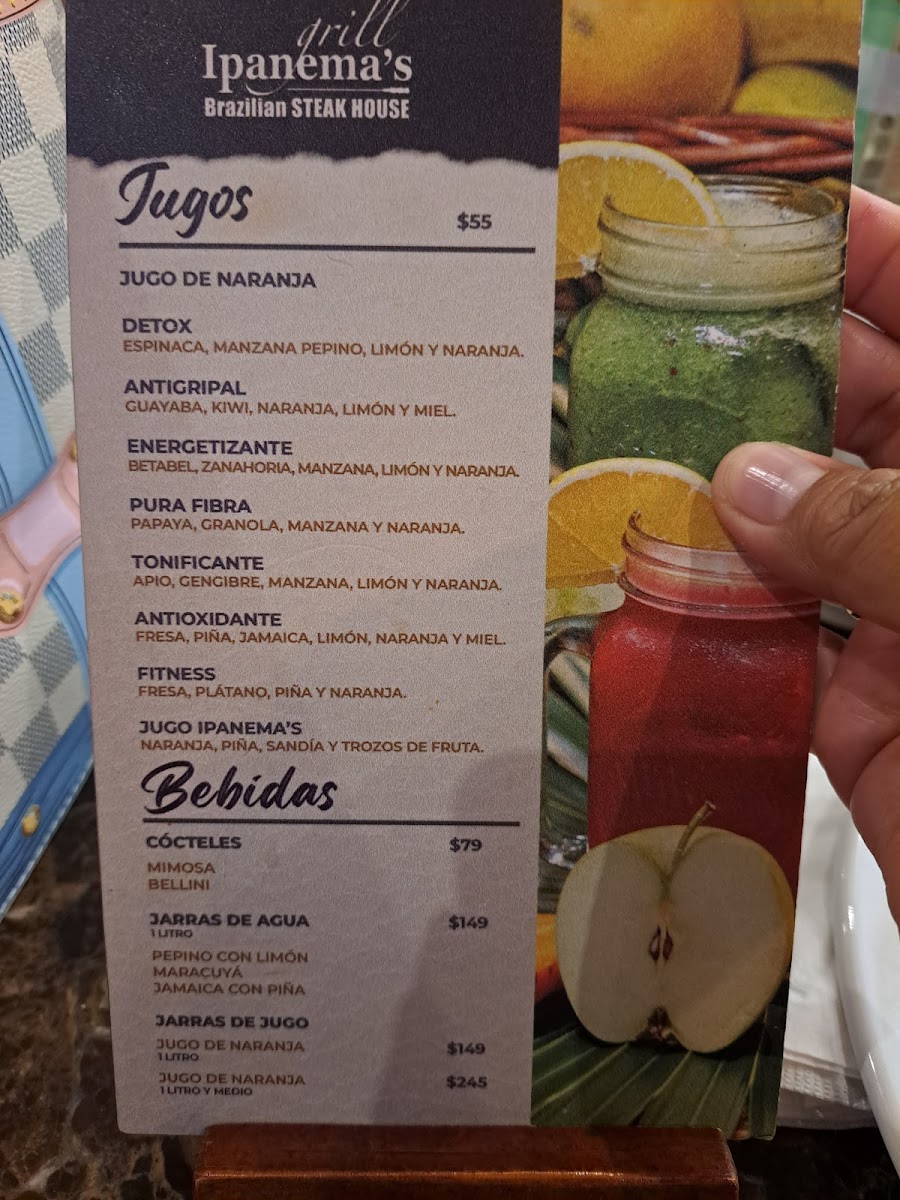 grill
Ipanema's
Brazilian STEAK HOUSE
Jugos
$55
JUGO DE NARANJA
DETOX
ESPINACA, MANZANA PEPINO, LIMÓN Y NARANJA.
ANTIGRIPAL
GUAYABA, KIWI, NARANJA, LIMÓN Y MIEL.
ENERGETIZANTE
BETABEL, ZANAHORIA, MANZANA, LIMÓN Y NARANJA.
PURA FIBRA
PAPAYA, GRANOLA, MANZANA Y NARANJA.
TONIFICANTE
APIO, GENGIBRE, MANZANA, LIMÓN Y NARANJA.
ANTIOXIDANTE
FRESA, PIÑA, JAMAICA, LIMÓN, NARANJA Y MIEL.
FITNESS
FRESA, PLÁTANO, PIÑA Y NARANJA.
JUGO IPANEMA'S
NARANJA, PIÑA, SANDÍA Y TROZOS DE FRUTA.
Bebidas
CÓCTELES $79
MIMOSA
BELLINI
JARRAS DE AGUA $149
1 LITRO
PEPINO CON LIMÓN
MARACUYÁ
JAMAICA CON PIÑA
JARRAS DE JUGO
JUGO DE NARANJA $149
1 LITRO
JUGO DE NARANJA $245
1 LITRO Y MEDIO